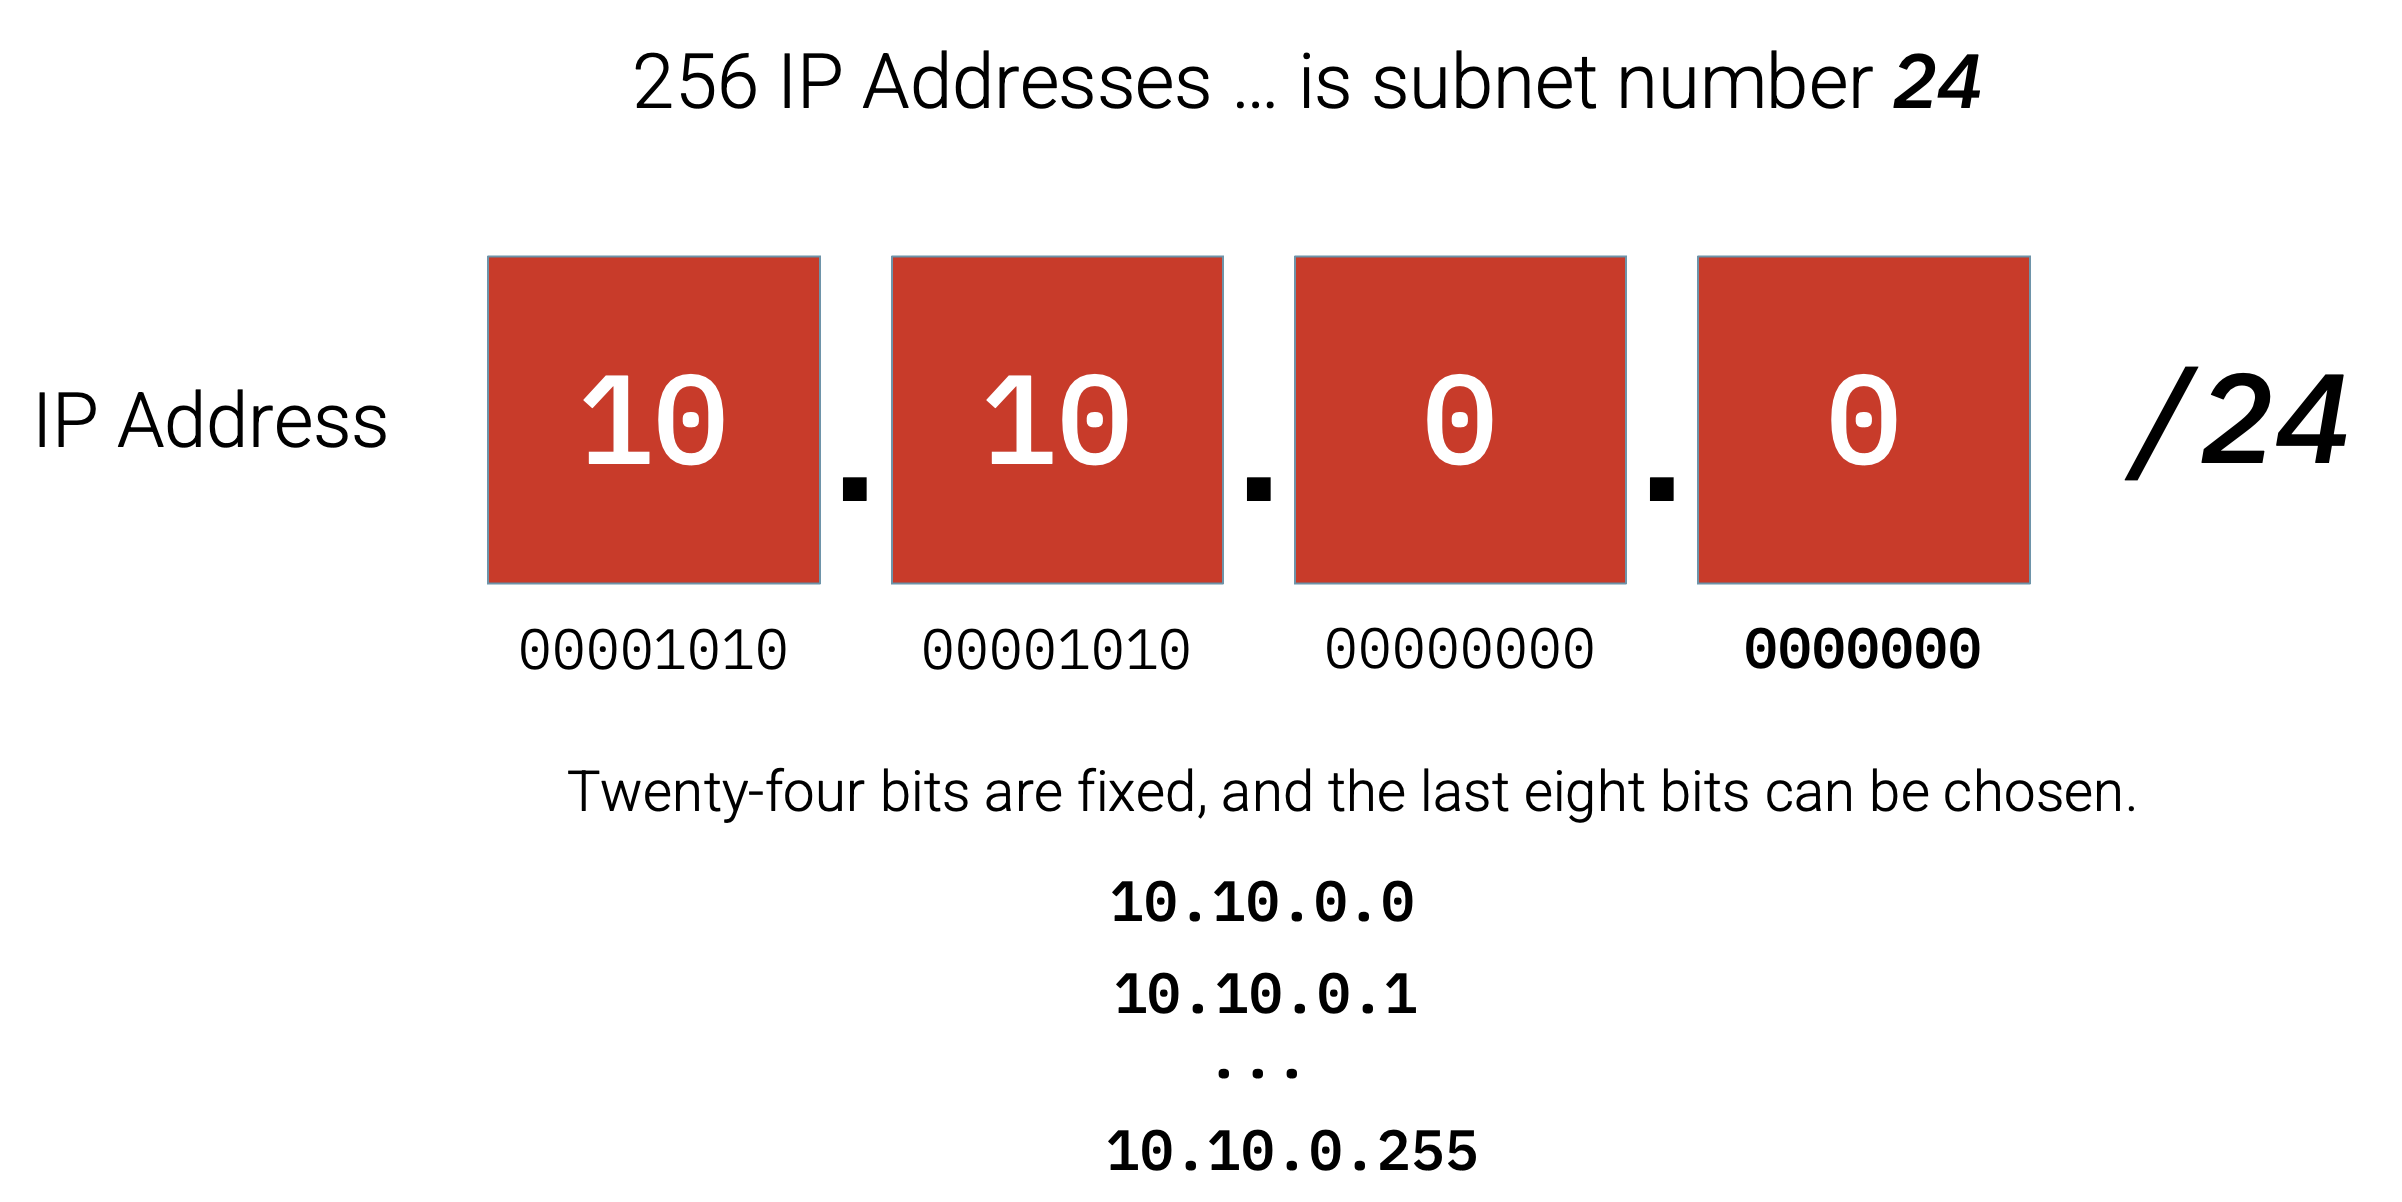 256 IP Addresses ... is subnet number 24
IP Address 10 . 10 . 0 . 0 /24
00001010 00001010 00000000 0000000
Twenty-four bits are fixed, and the last eight bits can be chosen.
10.10.0.0
10.10.0.1
...
10.10.0.255